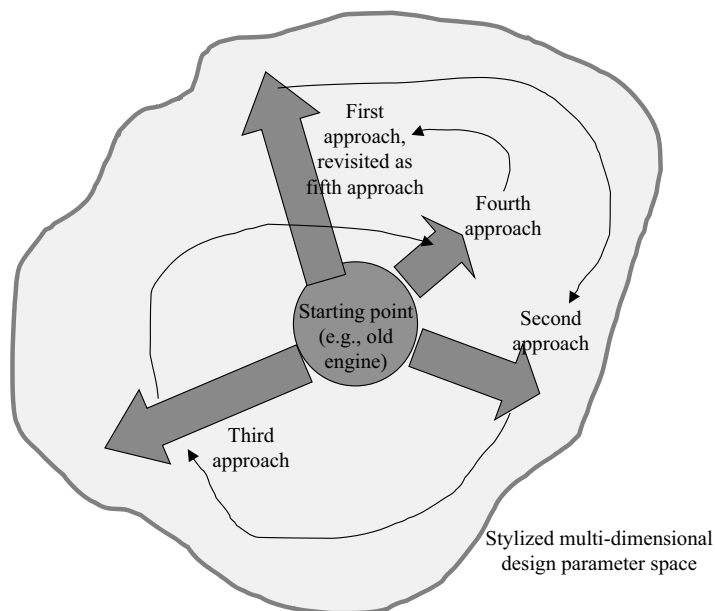 First
approach,
revisited as
fifth approach
Fourth
approach
Starting point
(e.g., old
engine)
Second
approach
Third
approach
Stylized multi-dimensional
design parameter space